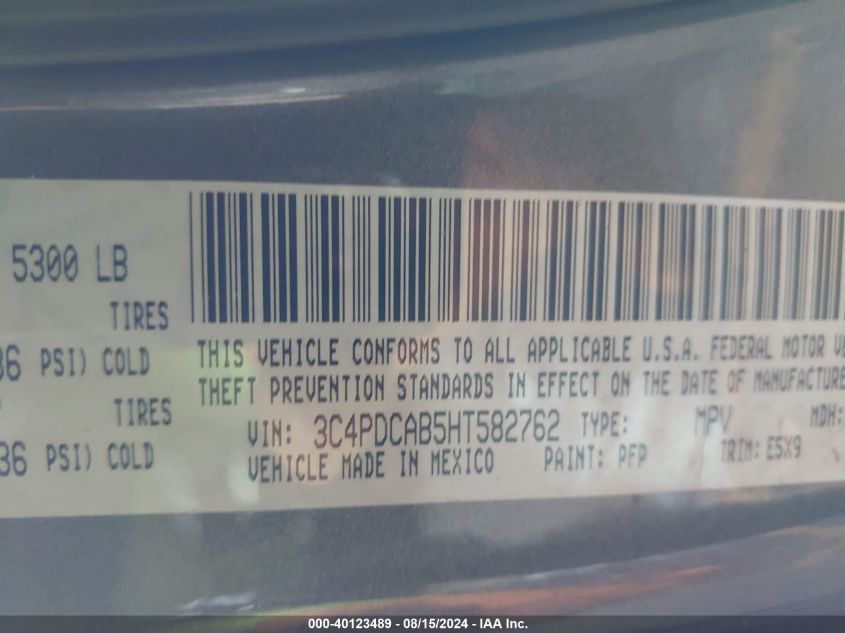 5300 LB
TIRES
36 PSI) COLD
TIRES
36 PSI) COLD
THIS VEHICLE CONFORMS TO ALL APPLICABLE U.S.A. FEDERAL MOTOR
THEFT PREVENTION STANDARDS IN EFFECT ON THE DATE OF MANUFACTURE
VIN: 3C4PDCAB5HT582762 TYPE: MPV MDH:
VEHICLE MADE IN MEXICO PAINT: PFP TRIM: E5X9
000-40123489 - 08/15/2024 - IAA Inc.